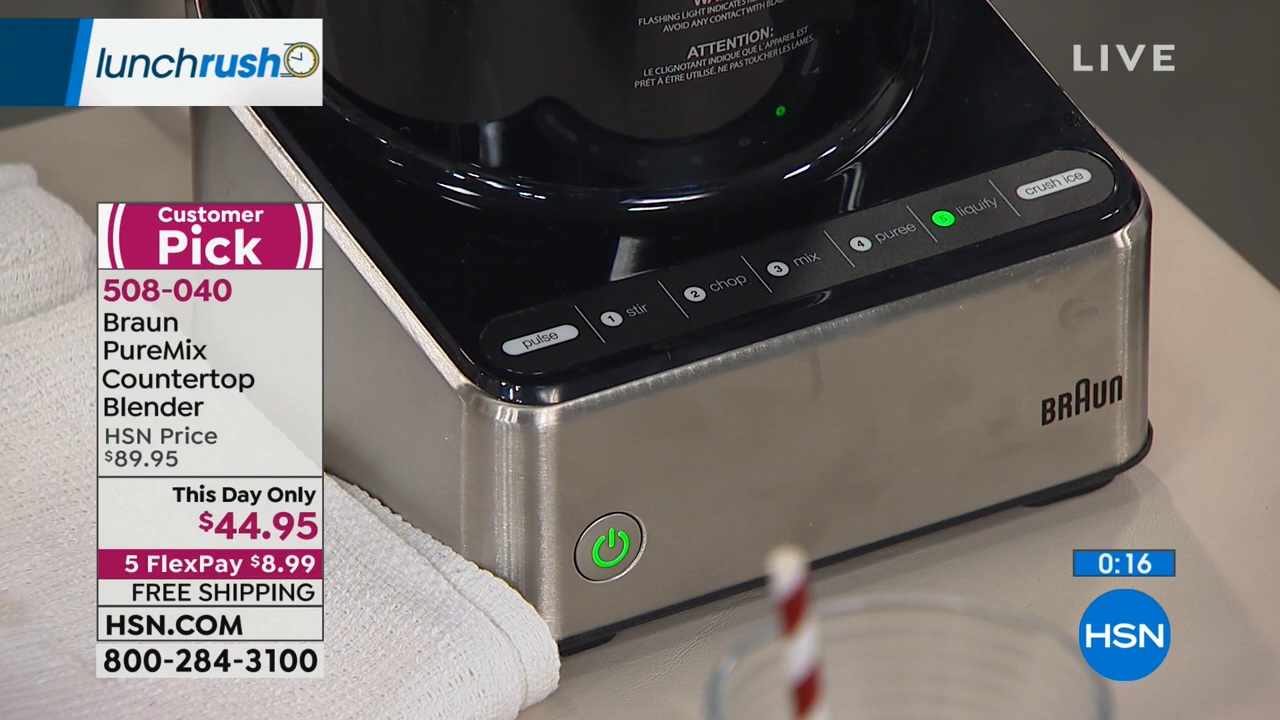 lunchrush
LIVE
FLASHING LIGHT INDICATES
AVOID ANY CONTACT WITH
ATTENTION:
LE CLIGNOTANT INDIQUE QUE L'APPAREIL EST
PRÊT À ÊTRE UTILISÉ. NE PAS TOUCHER LES LAMES.
pulse
1 stir
2 chop
3 mix
4 puree
5 liquify
crush ice
BRAUN
Customer
Pick
508-040
Braun
PureMix
Countertop
Blender
HSN Price
$89.95
This Day Only
$44.95
5 FlexPay $8.99
FREE SHIPPING
HSN.COM
800-284-3100
0:16
HSN